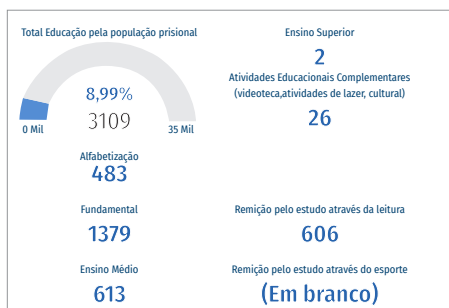 Total Educação pela população prisional
8,99%
3109
0 Mil
35 Mil
Alfabetização
483
Fundamental
1379
Ensino Médio
613
Ensino Superior
2
Atividades Educacionais Complementares
(videoteca,atividades de lazer, cultural)
26
Remição pelo estudo através da leitura
606
Remição pelo estudo através do esporte
(Em branco)